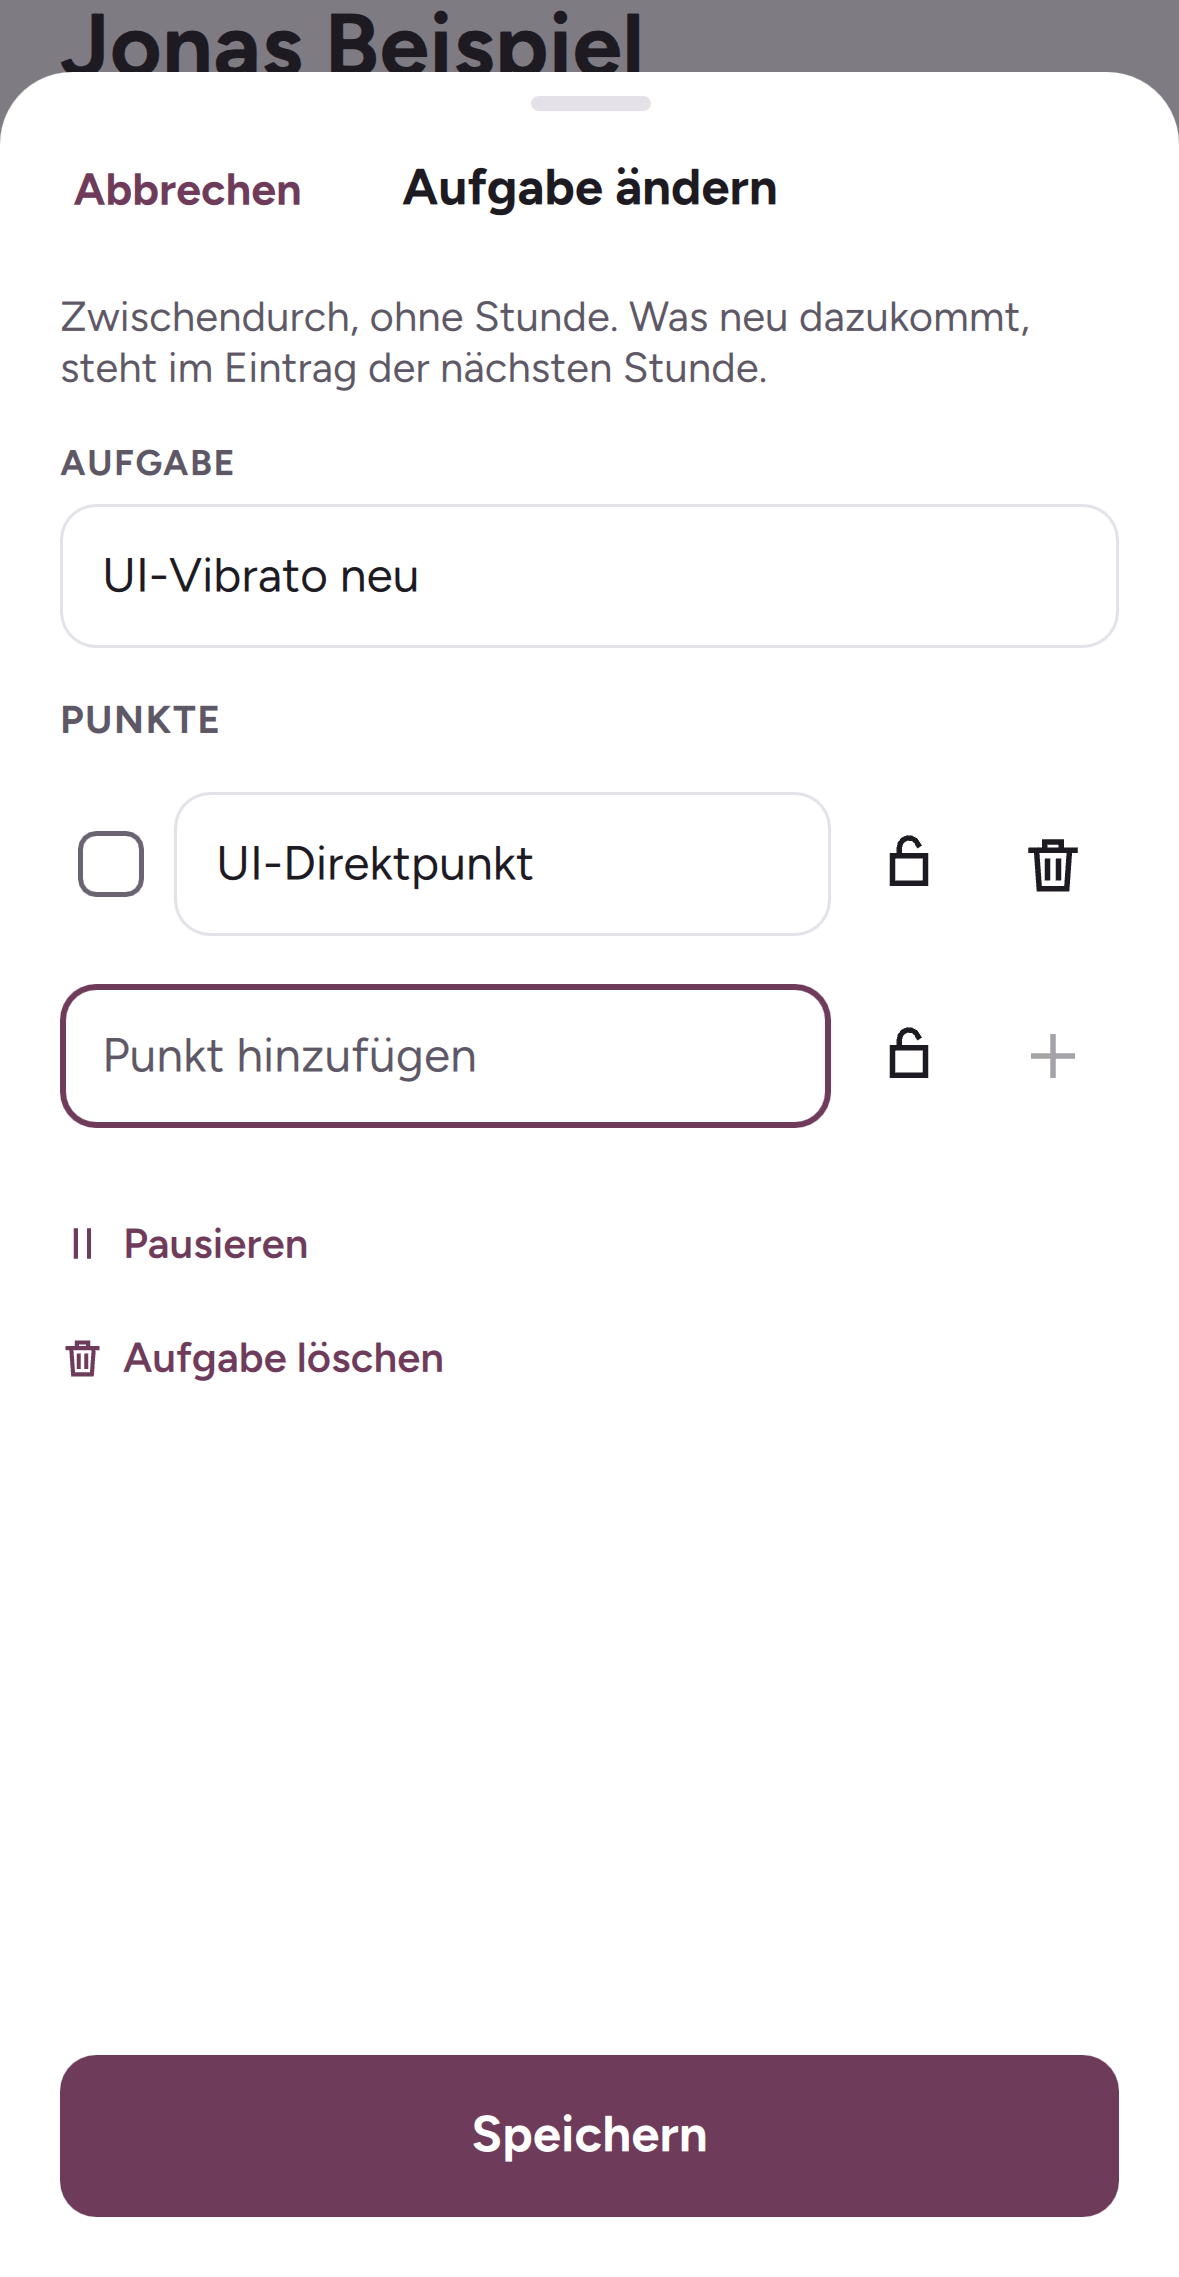 Jonas Beispiel
Abbrechen
Aufgabe ändern
Zwischendurch, ohne Stunde. Was neu dazukommt,
steht im Eintrag der nächsten Stunde.
AUFGABE
UI-Vibrato neu
PUNKTE
UI-Direktpunkt
Punkt hinzufügen
Pausieren
Aufgabe löschen
Speichern